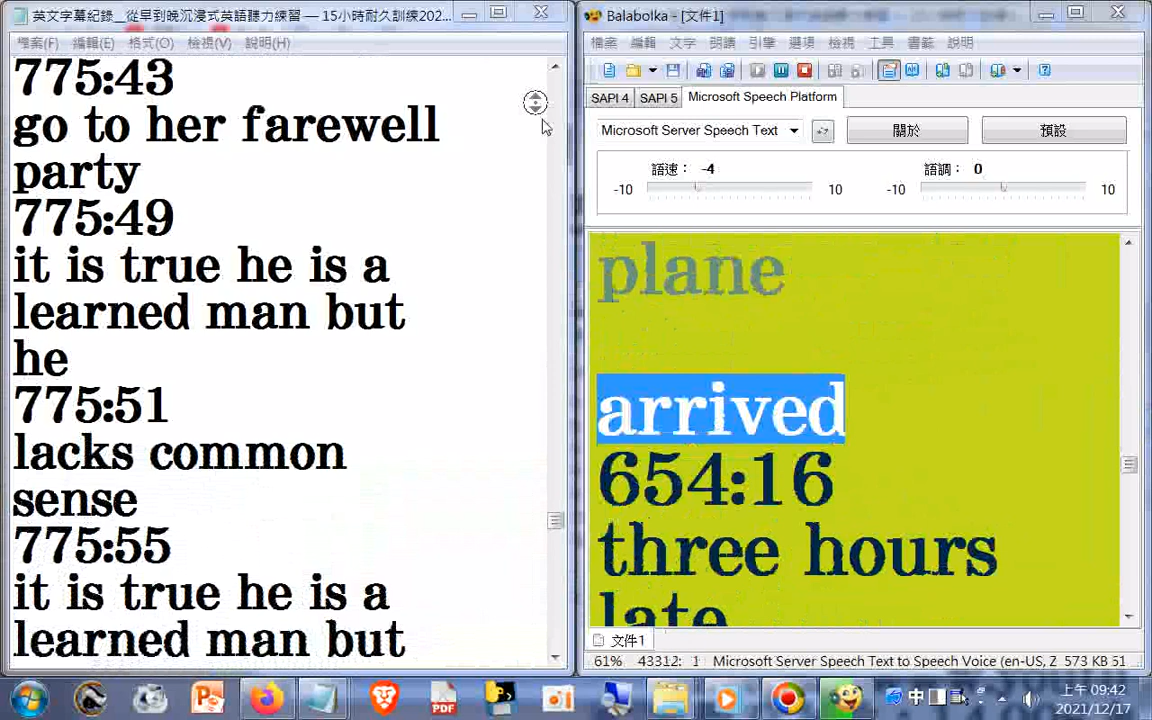 英文字幕紀錄__從早到晚沉浸式英語聽力練習 — 15小時耐久訓練202...
檔案(F) 編輯(E) 格式(O) 檢視(V) 說明(H)
775:43
go to her farewell
party
775:49
it is true he is a
learned man but
he
775:51
lacks common
sense
775:55
it is true he is a
learned man but
Balabolka - [文件1]
檔案 編輯 文字 朗讀 引擎 選項 檢視 工具 書籤 說明
SAPI 4 SAPI 5 Microsoft Speech Platform
Microsoft Server Speech Text 關於 預設
語速： -4 語調： 0
-10 10 -10 10
plane
arrived
654:16
three hours
late
文件1
61% 43312: 1 Microsoft Server Speech Text to Speech Voice (en-US, Z 573 KB 51
PDF 中 上午 09:42
2021/12/17